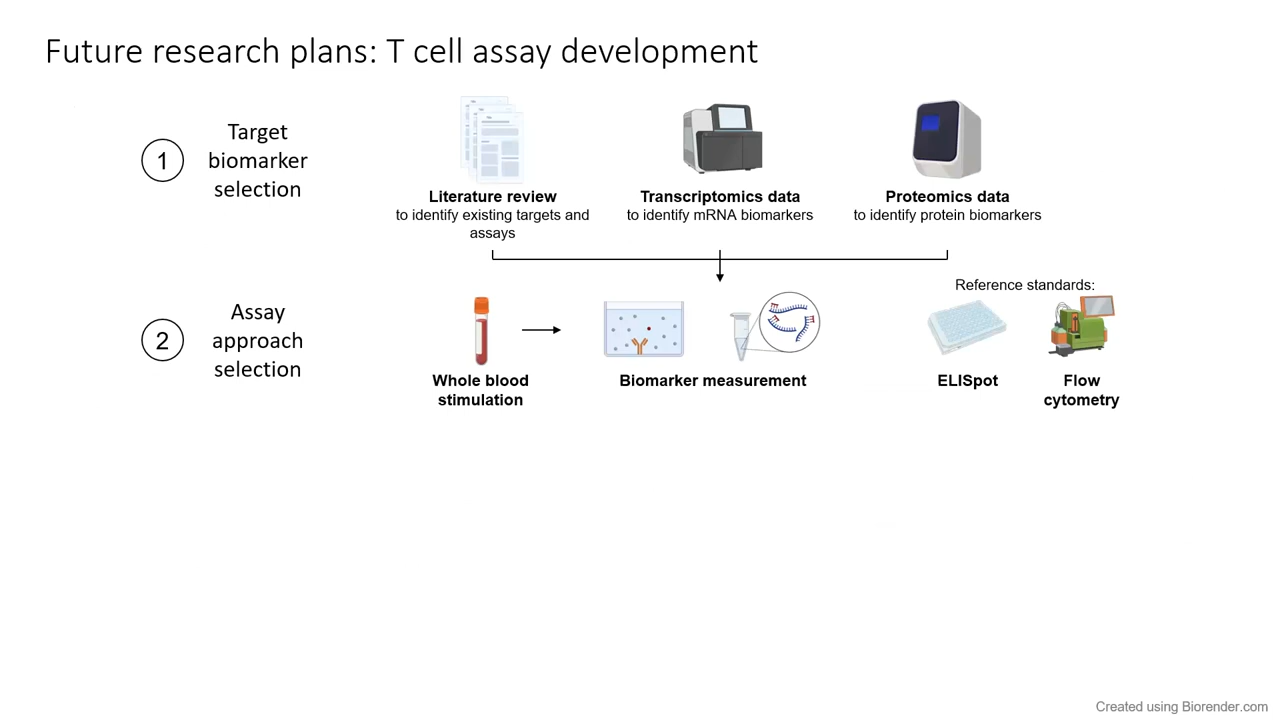 Future research plans: T cell assay development
1
Target
biomarker
selection
Literature review
to identify existing targets and
assays
Transcriptomics data
to identify mRNA biomarkers
Proteomics data
to identify protein biomarkers
2
Assay
approach
selection
Whole blood
stimulation
Biomarker measurement
Reference standards:
ELISpot
Flow
cytometry
Created using Biorender.com